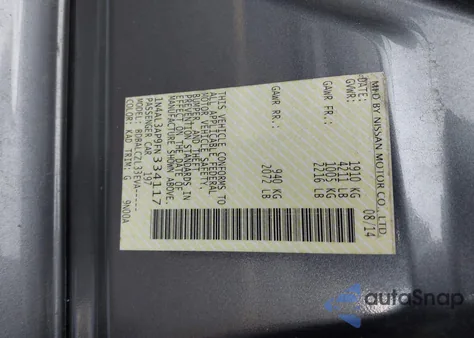 MFD BY NISSAN MOTOR CO., LTD.
DATE: 08/14
GVWR: 1910 KG
4211 LB
GAWR FR: 1005 KG
2216 LB
GAWR RR: 940 KG
2072 LB
THIS VEHICLE CONFORMS TO
ALL APPLICABLE FEDERAL
MOTOR VEHICLE SAFETY,
BUMPER, AND THEFT
PREVENTION STANDARDS IN
EFFECT ON THE DATE OF
MANUFACTURE SHOWN ABOVE.
1N4AL3AP9FN334117
PASSENGER CAR 197
COLOR: KAD TRIM: G 9N00A
autoSnap